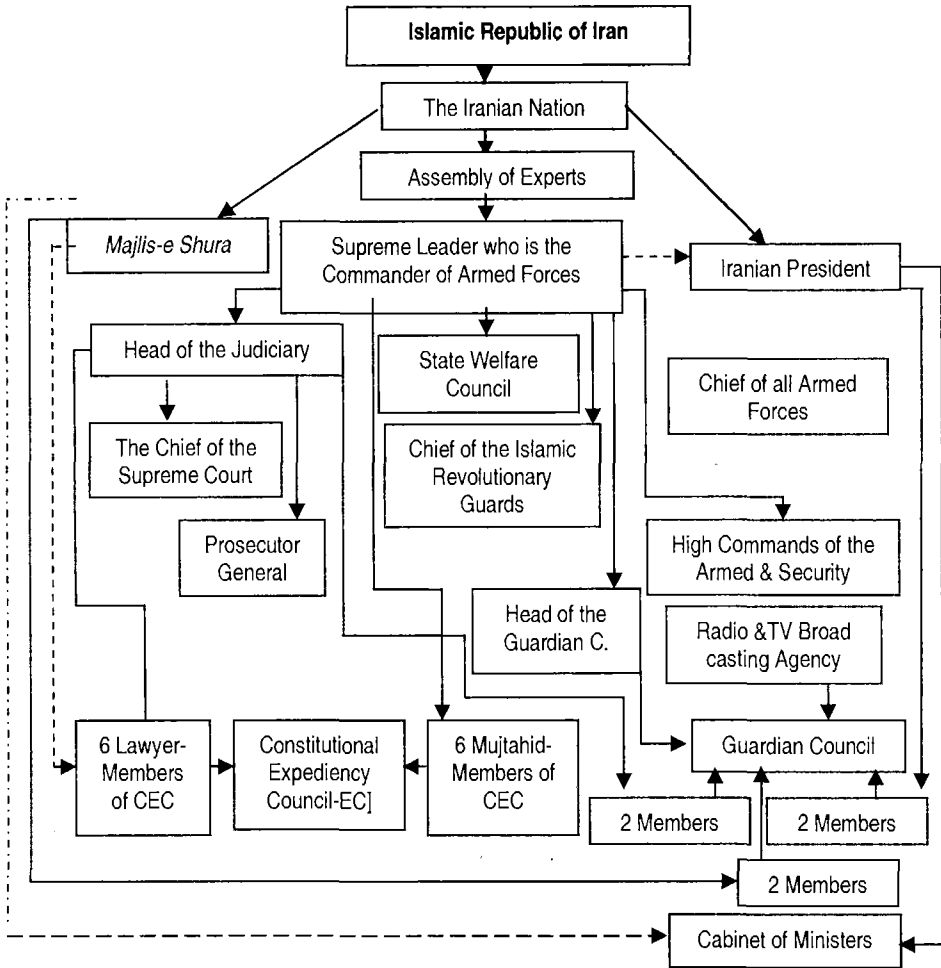 Islamic Republic of Iran
The Iranian Nation
Assembly of Experts
Majlis-e Shura
Supreme Leader who is the
Commander of Armed Forces
Iranian President
Head of the Judiciary
State Welfare
Council
Chief of all Armed
Forces
The Chief of the
Supreme Court
Chief of the Islamic
Revolutionary
Guards
Prosecutor
General
High Commands of the
Armed & Security
Head of the
Guardian C.
Radio &TV Broad
casting Agency
6 Lawyer-
Members
of CEC
Constitutional
Expediency
Council-EC]
6 Mujtahid-
Members of
CEC
Guardian Council
2 Members
2 Members
2 Members
Cabinet of Ministers